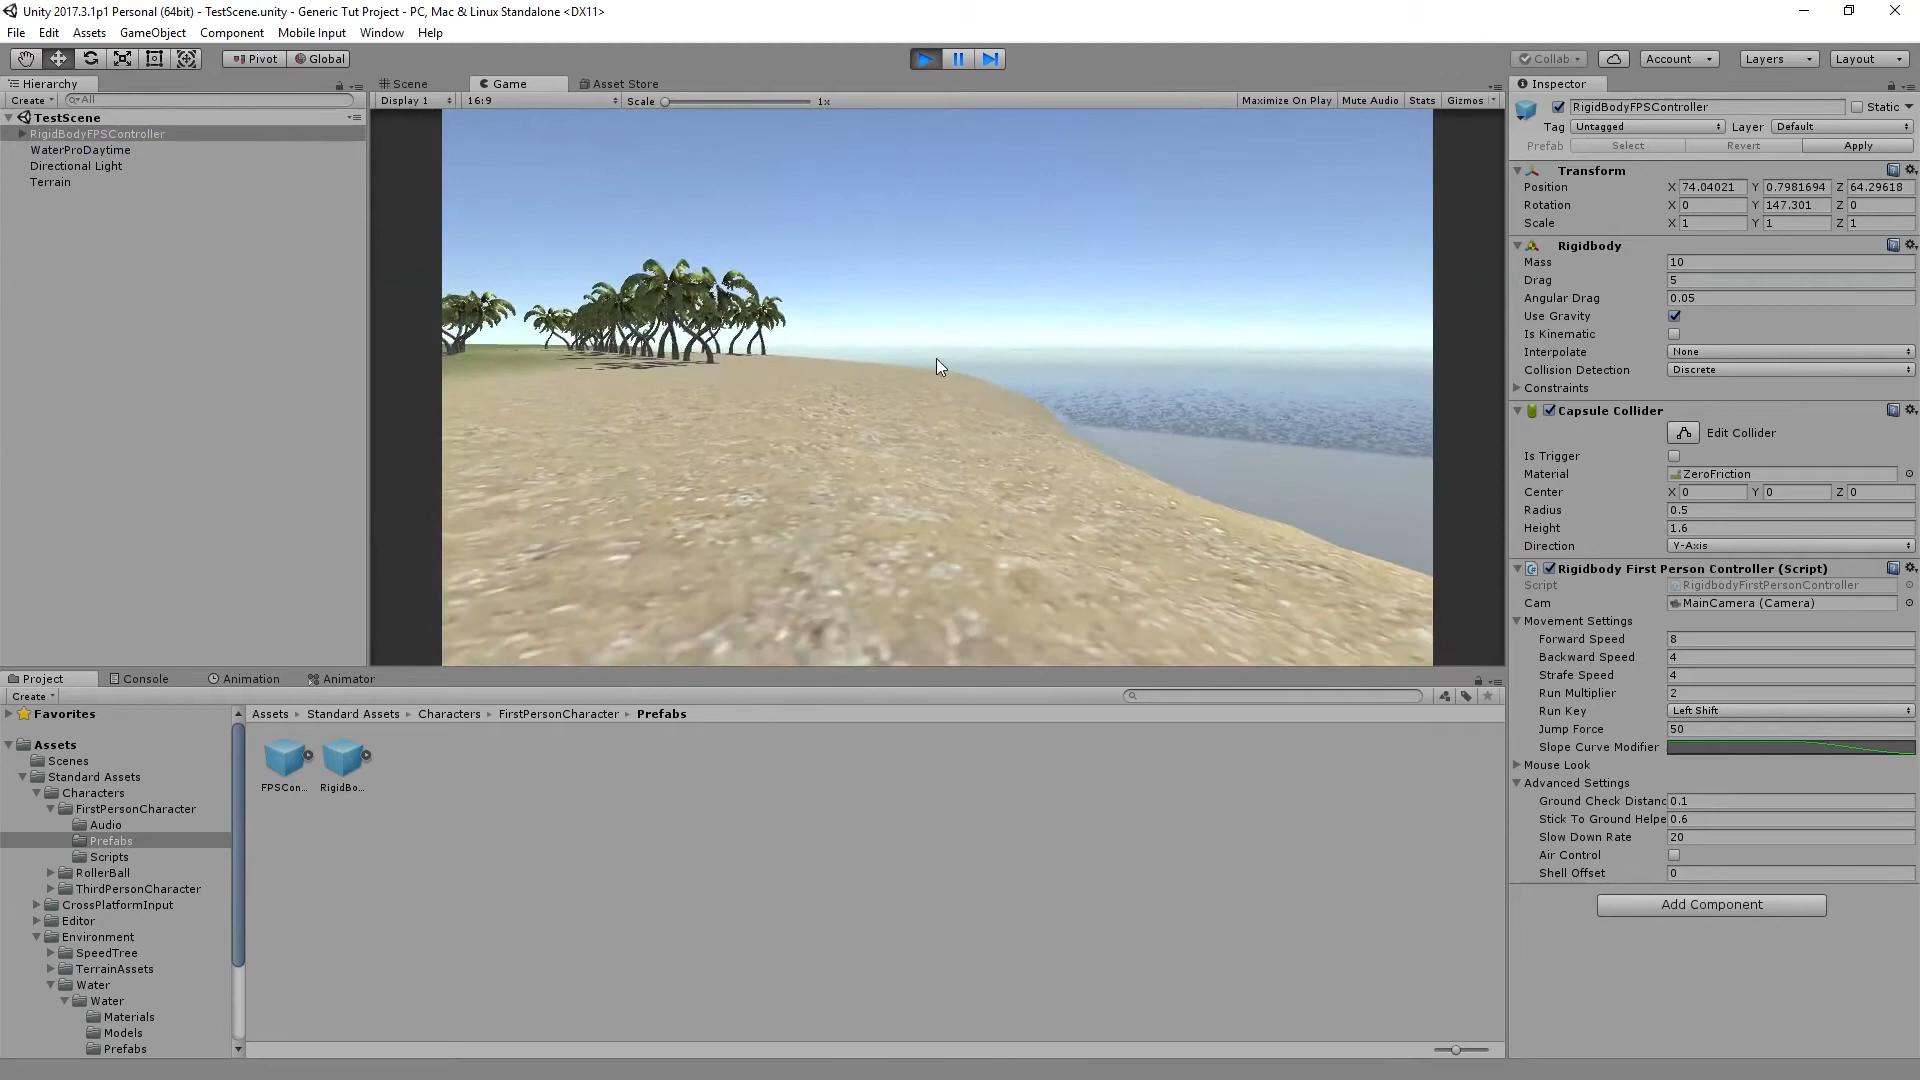 Unity 2017.3.1p1 Personal (64bit) - TestScene.unity - Generic Tut Project - PC, Mac & Linux Standalone <DX11>
File Edit Assets GameObject Component Mobile Input Window Help
Pivot Global Collab Account Layers Layout
Hierarchy
Create All
TestScene
RigidBodyFPSController
WaterProDaytime
Directional Light
Terrain
Scene Game Asset Store
Display 1 16:9 Scale 1x Maximize On Play Mute Audio Stats Gizmos
Inspector
RigidBodyFPSController Static
Tag Untagged Layer Default
Prefab Select Revert Apply
Transform
Position X 74.04021 Y 0.7981694 Z 64.29618
Rotation X 0 Y 147.301 Z 0
Scale X 1 Y 1 Z 1
Rigidbody
Mass 10
Drag 5
Angular Drag 0.05
Use Gravity
Is Kinematic
Interpolate None
Collision Detection Discrete
Constraints
Capsule Collider
Edit Collider
Is Trigger
Material ZeroFriction
Center X 0 Y 0 Z 0
Radius 0.5
Height 1.6
Direction Y-Axis
Rigidbody First Person Controller (Script)
Script RigidbodyFirstPersonController
Cam MainCamera (Camera)
Movement Settings
Forward Speed 8
Backward Speed 4
Strafe Speed 4
Run Multiplier 2
Run Key Left Shift
Jump Force 50
Slope Curve Modifier
Mouse Look
Advanced Settings
Ground Check Distanc 0.1
Stick To Ground Helpe 0.6
Slow Down Rate 20
Air Control
Shell Offset 0
Add Component
Project Console Animation Animator
Create
Favorites
Assets
Scenes
Standard Assets
Characters
FirstPersonCharacter
Audio
Prefabs
Scripts
RollerBall
ThirdPersonCharacter
CrossPlatformInput
Editor
Environment
SpeedTree
TerrainAssets
Water
Water
Materials
Models
Prefabs
Assets Standard Assets Characters FirstPersonCharacter Prefabs
FPSCon... RigidBo...